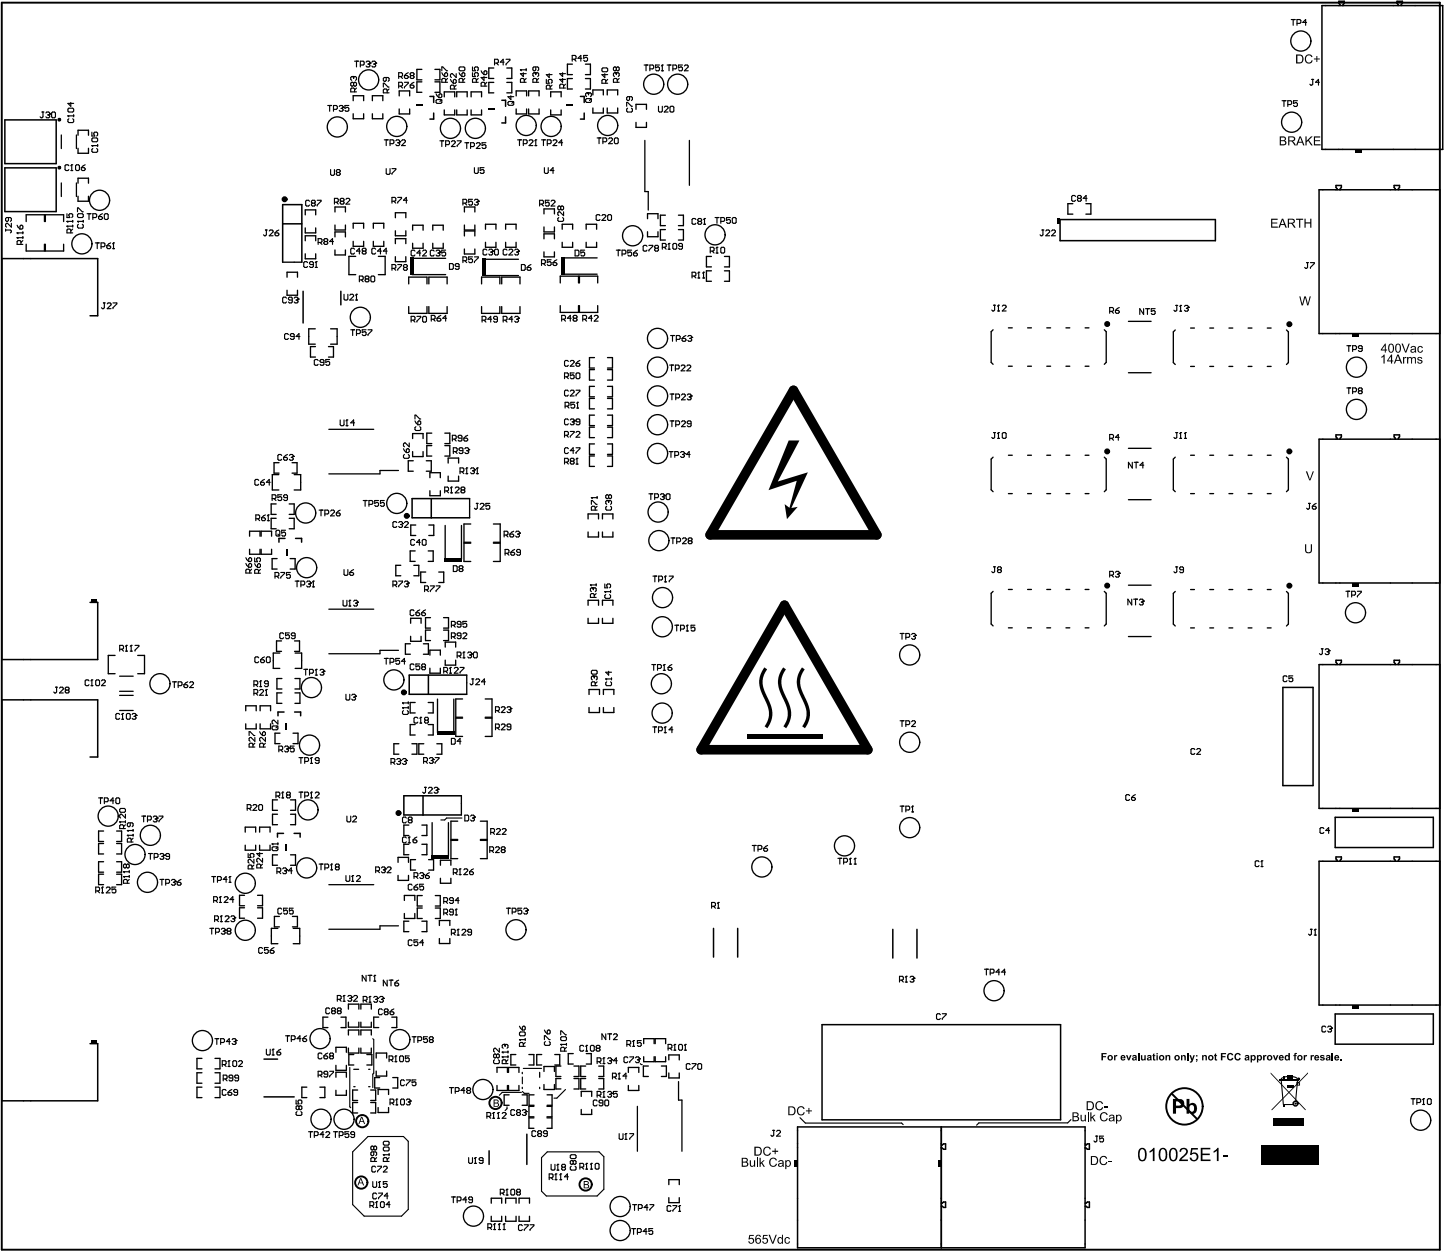 TP4
DC+
J4
TP5
BRAKE
R45
R47
TP33
TP51
TP52
R83
R79
R68
R76
R67
R62
R60
R55
R46
R41
R39
R54
R44
R40
R38
C79
U20
Q6
Q4
Q3
TP35
TP32
TP27
TP25
TP21
TP24
TP20
J30
C104
C105
C106
C107
TP60
J29
R116
R115
TP61
J27
U8
U7
U5
U4
C84
J22
EARTH
J7
W
C87
R82
R74
R53
R52
C28
C20
C81
TP50
J26
R84
C91
C48
C44
R78
C42
C35
R57
C30
C23
R56
D5
TP56
C78
R109
R10
R11
R80
D9
D6
C93
U21
TP57
R70
R64
R49
R43
R48
R42
C94
C95
J12
R6
NT5
J13
TP63
TP9
400Vac
14Arms
C26
R50
TP22
TP8
C27
R51
TP23
C39
R72
TP29
C47
R81
TP34
U14
C67
R96
R93
C62
R131
R128
C63
C64
R59
R61
TP26
TP55
J25
C32
C40
R63
R69
Q5
R66
R65
R75
TP31
U6
R73
R77
D8
J10
R4
NT4
J11
V
J6
U
R71
C38
TP30
TP28
J8
R3
NT3
J9
TP7
R31
C15
TP17
TP15
U13
C66
R95
R92
C59
C60
C58
R130
R127
TP54
J24
TP13
R19
R21
U3
C11
C18
R23
R29
R27
R26
Q2
R35
TP19
R33
R37
D4
R117
C102
C103
J28
TP62
R30
C14
TP16
TP14
TP3
TP2
TP1
J3
C5
C2
C6
C4
C1
TP40
R120
R119
TP37
TP39
R118
R125
TP36
R18
TP12
R20
U2
J23
C8
D3
C16
R22
R28
R25
R24
Q1
R34
TP18
R32
R36
R126
TP41
U12
R124
R123
TP38
C55
C56
C65
R94
R91
C54
R129
TP53
TP6
TP11
R1
R13
TP44
J1
C3
NT1
NT6
R132
R133
C88
C86
TP43
TP46
TP58
U16
R102
R99
C69
C68
R97
R105
C75
R103
C85
TP42
TP59
A
C82
R113
R106
C76
R107
C108
NT2
R134
R135
R15
C73
R101
R14
C70
TP48
B
R112
C83
C90
C89
U17
C7
For evaluation only; not FCC approved for resale.
Pb
TP10
DC+
DC-
Bulk Cap
J2
J5
DC+
Bulk Cap
DC-
010025E1-
R98
R100
C72
A
U15
C74
R104
U19
U18
C80
R110
R114
B
TP49
R108
R111
C77
TP47
TP45
C71
565Vdc